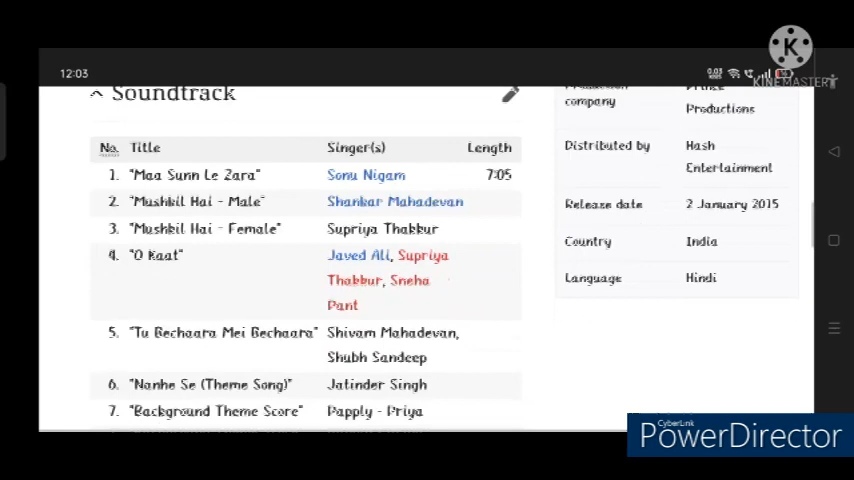 12:03
KINEMASTER
Soundtrack
No. Title Singer(s) Length
1. "Maa Sunn Le Zara" Sonu Nigam 7:05
2. "Mushkil Hai - Male" Shankar Mahadevan
3. "Mushkil Hai - Female" Supriya Thakkur
4. "O Kaat" Javed Ali, Supriya
Thakkur, Sneha
Pant
5. "Tu Bechaara Mei Bechaara" Shivam Mahadevan,
Shubh Sandeep
6. "Nanhe Se (Theme Song)" Jatinder Singh
7. "Background Theme Score" Papply - Priya
company
Productions
Distributed by Hash
Entertainment
Release date 2 January 2015
Country India
Language Hindi
CyberLink
PowerDirector